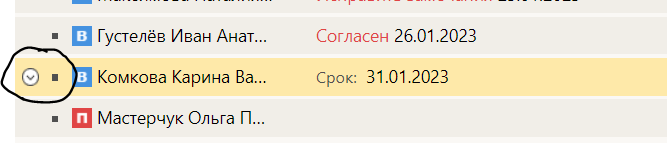 В Густелёв Иван Анат... Согласен 26.01.2023
В Комкова Карина Ва... Срок: 31.01.2023
П Мастерчук Ольга П...